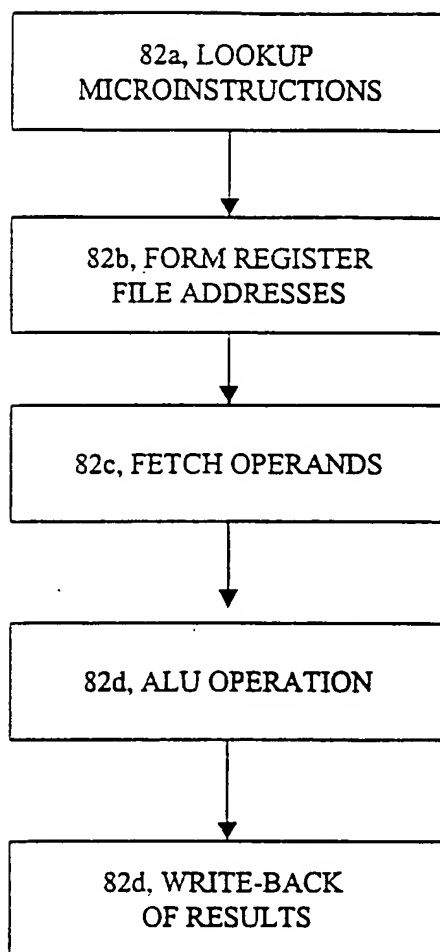 82a, LOOKUP
MICROINSTRUCTIONS
82b, FORM REGISTER
FILE ADDRESSES
82c, FETCH OPERANDS
82d, ALU OPERATION
82d, WRITE-BACK
OF RESULTS